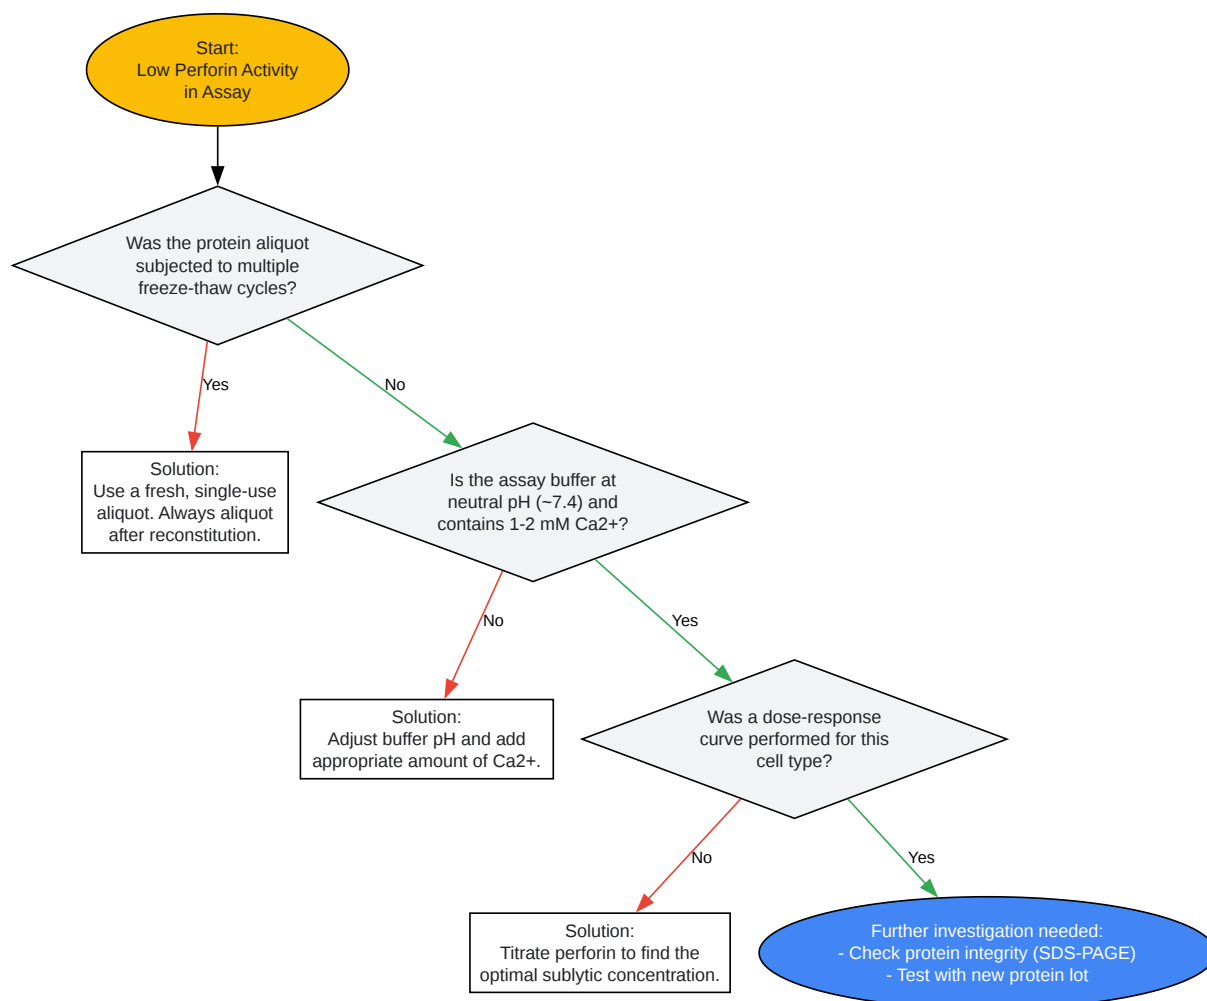 Start:
Low Perforin Activity
in Assay
Was the protein aliquot
subjected to multiple
freeze-thaw cycles?
Yes
No
Solution:
Use a fresh, single-use
aliquot. Always aliquot
after reconstitution.
Is the assay buffer at
neutral pH (~7.4) and
contains 1-2 mM Ca2+?
No
Yes
Solution:
Adjust buffer pH and add
appropriate amount of Ca2+.
Was a dose-response
curve performed for this
cell type?
No
Yes
Solution:
Titrate perforin to find the
optimal sublytic concentration.
Further investigation needed:
- Check protein integrity (SDS-PAGE)
- Test with new protein lot